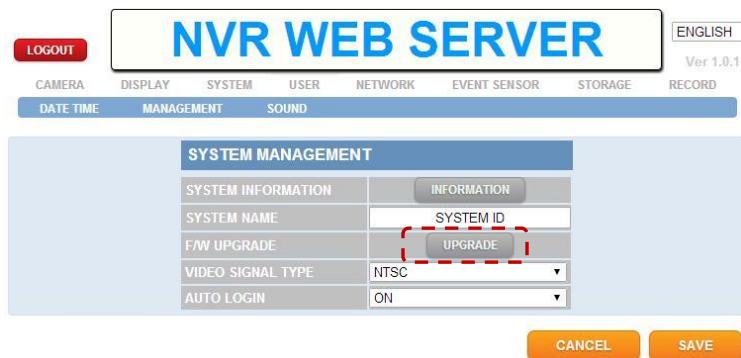 LOGOUT
NVR WEB SERVER
ENGLISH
Ver 1.0.1
CAMERA DISPLAY SYSTEM USER NETWORK EVENT SENSOR STORAGE RECORD
DATE TIME MANAGEMENT SOUND
SYSTEM MANAGEMENT
SYSTEM INFORMATION INFORMATION
SYSTEM NAME SYSTEM ID
F/W UPGRADE UPGRADE
VIDEO SIGNAL TYPE NTSC
AUTO LOGIN ON
CANCEL SAVE